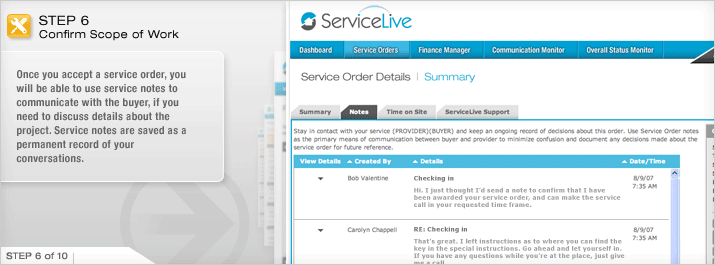 STEP 6
Confirm Scope of Work
Once you accept a service order, you
will be able to use service notes to
communicate with the buyer, if you
need to discuss details about the
project. Service notes are saved as a
permanent record of your
conversations.
STEP 6 of 10
ServiceLive
Dashboard Service Orders Finance Manager Communication Monitor Overall Status Monitor
Service Order Details | Summary
Summary Notes Time on Site ServiceLive Support
Stay in contact with your service (PROVIDER)(BUYER) and keep an ongoing record of decisions about this order. Use Service Order notes
as the primary means of communication between buyer and provider to minimize confusion and document any decisions made about the
service order for future reference.
View Details Created By Details Date/Time
Bob Valentine Checking in 8/9/07
7:35 AM
Hi. I just thought I'd send a note to confirm that I have
been awarded your service order, and can make the service
call in your requested time frame.
Carolyn Chappell RE: Checking in 8/9/07
7:35 AM
That's great. I left instructions as to where you can find the
key in the special instructions. Go ahead and let yourself in.
If you have any questions while you're at the place, just give
me a call.